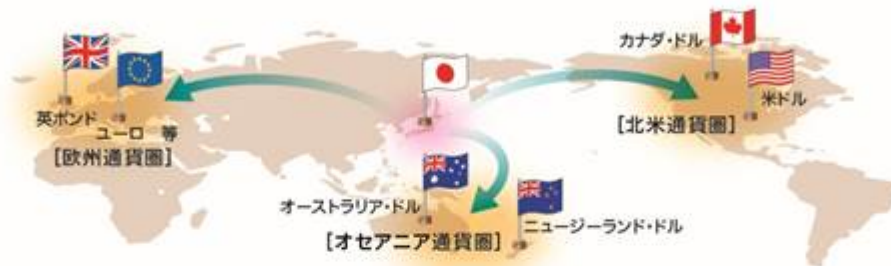 英ポンド
ユーロ 等
[欧州通貨圏]
オーストラリア・ドル
ニュージーランド・ドル
[オセアニア通貨圏]
カナダ・ドル
米ドル
[北米通貨圏]